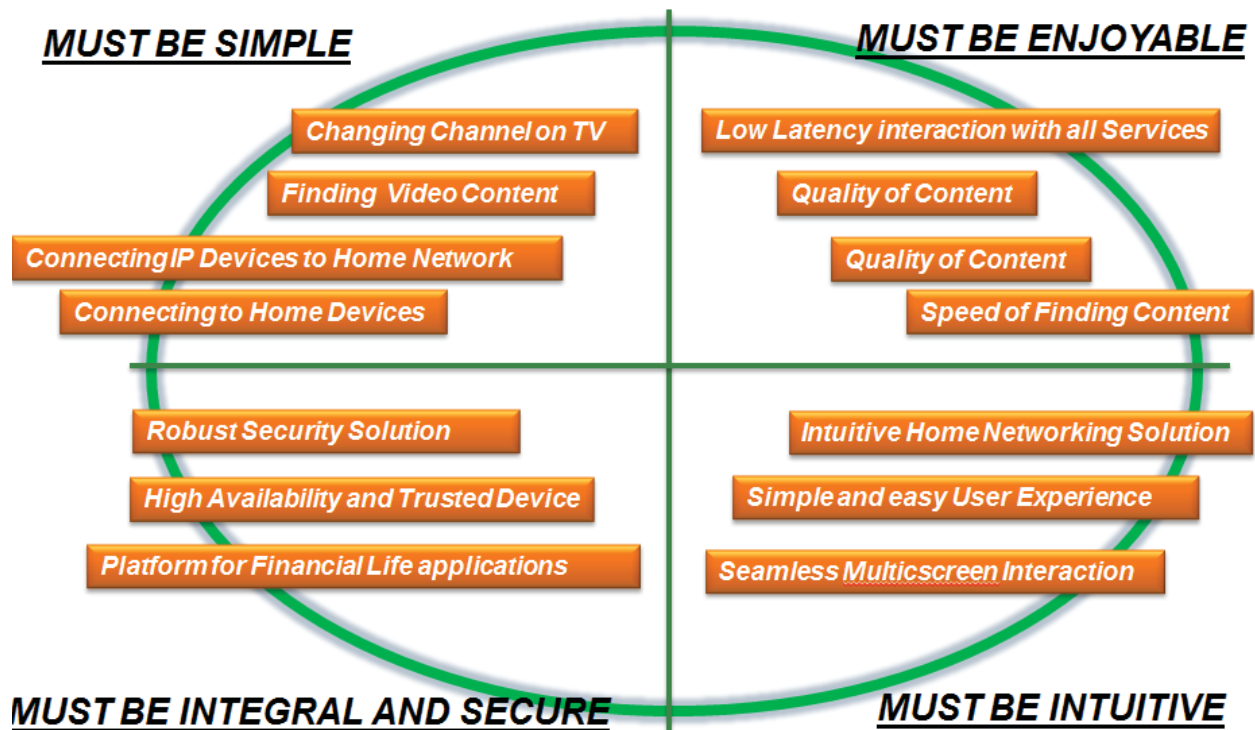 MUST BE SIMPLE
Changing Channel on TV
Finding Video Content
Connecting IP Devices to Home Network
Connecting to Home Devices
MUST BE ENJOYABLE
Low Latency interaction with all Services
Quality of Content
Quality of Content
Speed of Finding Content
Robust Security Solution
High Availability and Trusted Device
Platform for Financial Life applications
MUST BE INTEGRAL AND SECURE
Intuitive Home Networking Solution
Simple and easy User Experience
Seamless Multicscreen Interaction
MUST BE INTUITIVE